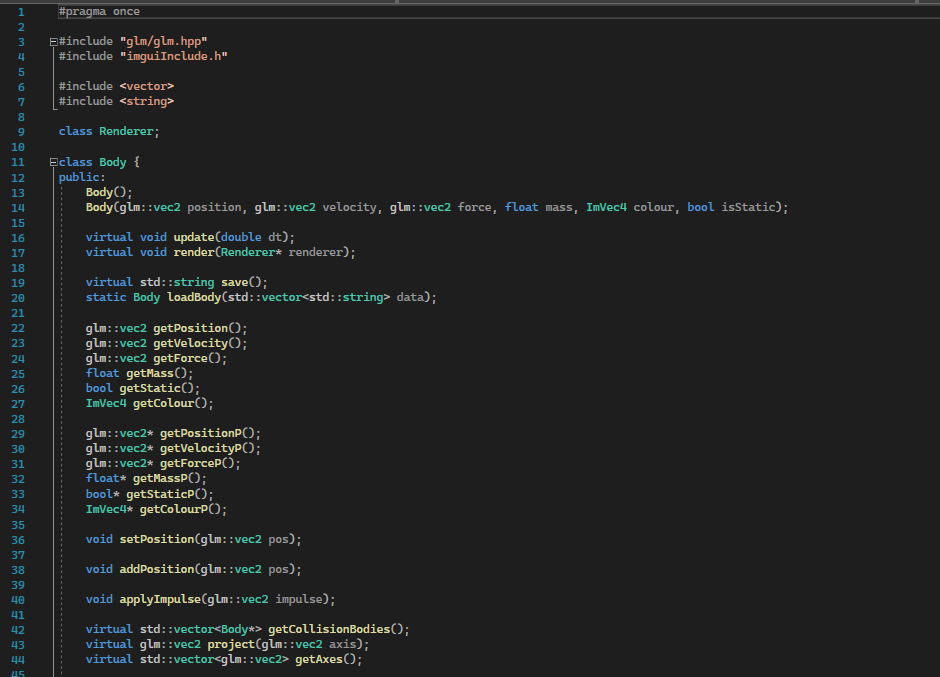 1 #pragma once
2
3 #include "glm/glm.hpp"
4 #include "imguiInclude.h"
5
6 #include <vector>
7 #include <string>
8
9 class Renderer;
10
11 class Body {
12 public:
13 Body();
14 Body(glm::vec2 position, glm::vec2 velocity, glm::vec2 force, float mass, ImVec4 colour, bool isStatic);
15
16 virtual void update(double dt);
17 virtual void render(Renderer* renderer);
18
19 virtual std::string save();
20 static Body loadBody(std::vector<std::string> data);
21
22 glm::vec2 getPosition();
23 glm::vec2 getVelocity();
24 glm::vec2 getForce();
25 float getMass();
26 bool getStatic();
27 ImVec4 getColour();
28
29 glm::vec2* getPositionP();
30 glm::vec2* getVelocityP();
31 glm::vec2* getForceP();
32 float* getMassP();
33 bool* getStaticP();
34 ImVec4* getColourP();
35
36 void setPosition(glm::vec2 pos);
37
38 void addPosition(glm::vec2 pos);
39
40 void applyImpulse(glm::vec2 impulse);
41
42 virtual std::vector<Body*> getCollisionBodies();
43 virtual glm::vec2 project(glm::vec2 axis);
44 virtual std::vector<glm::vec2> getAxes();
45